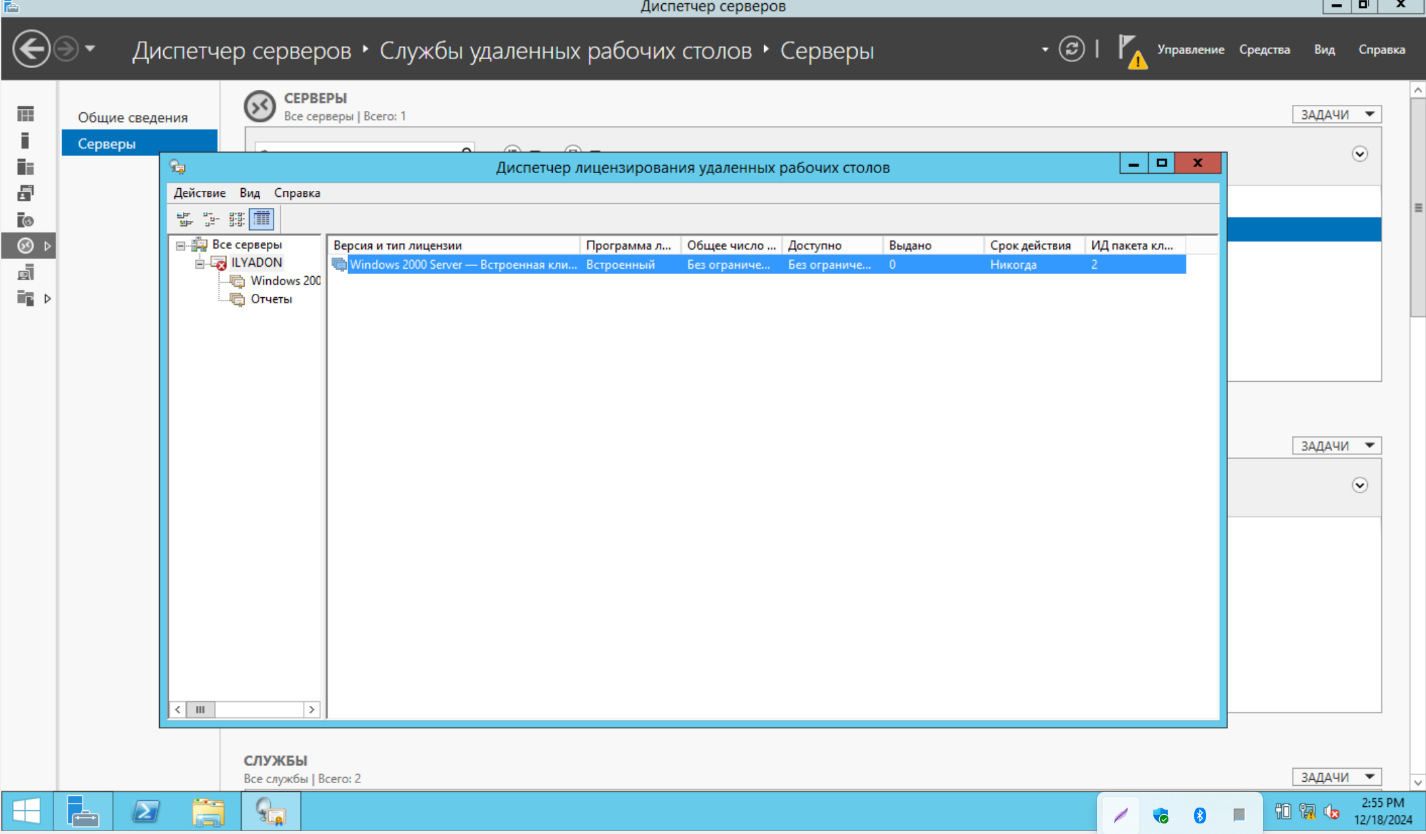 Диспетчер серверов
Диспетчер серверов Службы удаленных рабочих столов Серверы
Управление Средства Вид Справка
Общие сведения
Серверы
СЕРВЕРЫ
Все серверы | Всего: 1
ЗАДАЧИ
Диспетчер лицензирования удаленных рабочих столов
Действие Вид Справка
Все серверы
ILYADON
Windows 200
Отчеты
Версия и тип лицензии Программа л... Общее число ... Доступно Выдано Срок действия ИД пакета кл...
Windows 2000 Server — Встроенная кли... Встроенный Без ограниче... Без ограниче... 0 Никогда 2
ЗАДАЧИ
СЛУЖБЫ
Все службы | Всего: 2
ЗАДАЧИ
2:55 PM
12/18/2024